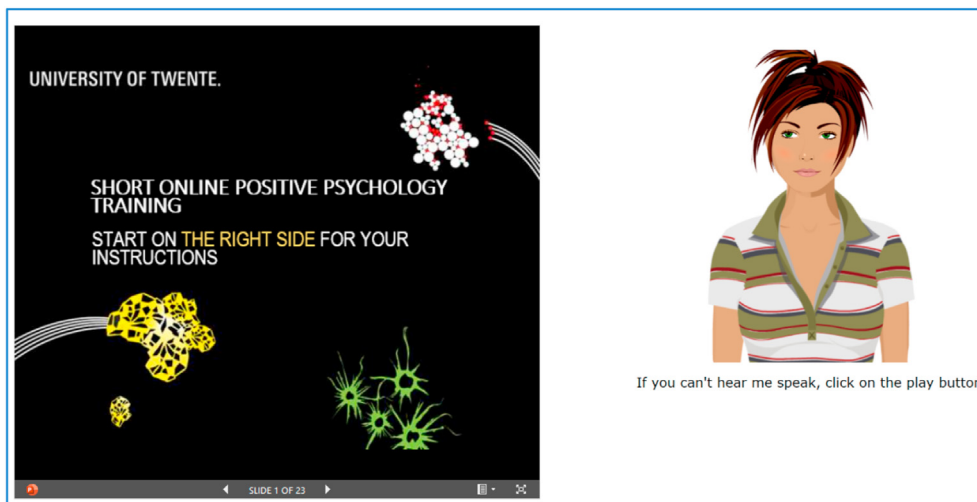 UNIVERSITY OF TWENTE.
SHORT ONLINE POSITIVE PSYCHOLOGY
TRAINING
START ON THE RIGHT SIDE FOR YOUR
INSTRUCTIONS
SLIDE 1 OF 23
If you can't hear me speak, click on the play button